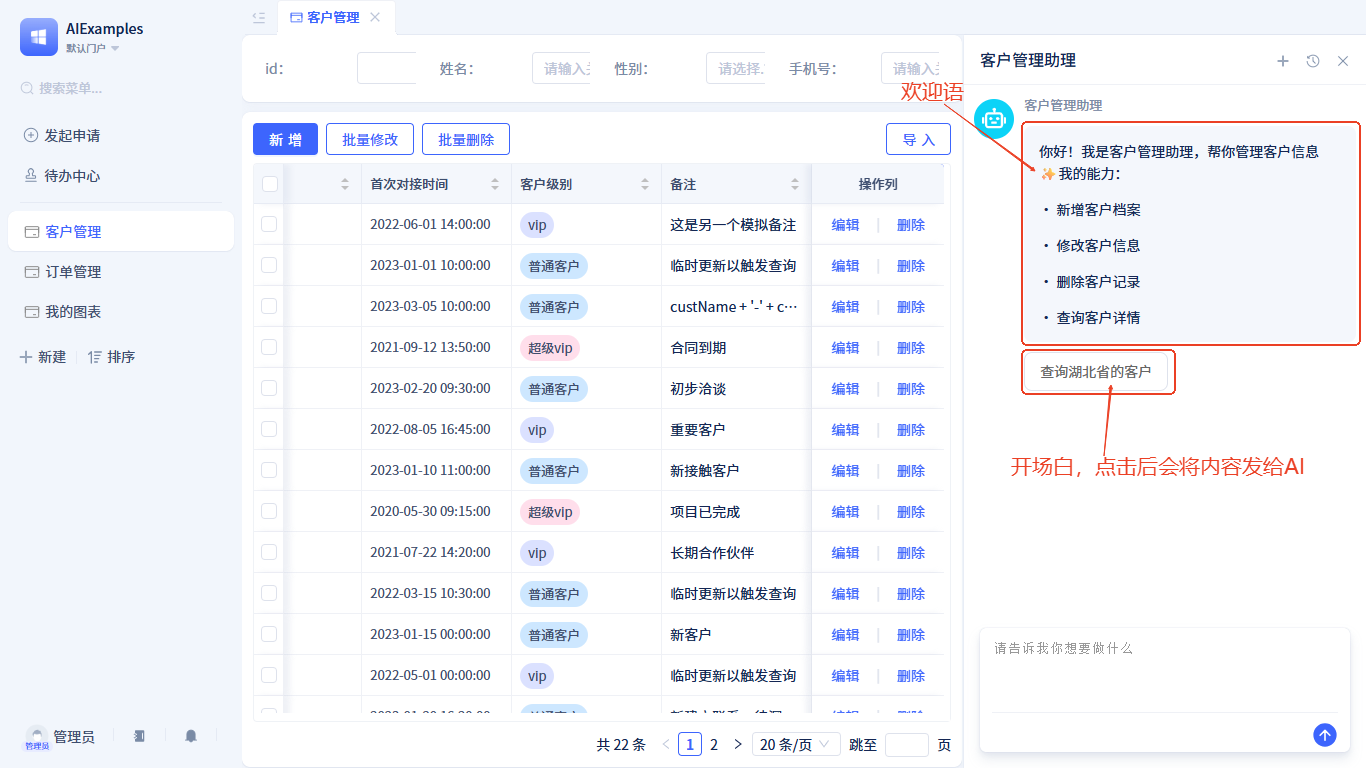 AIExamples
默认门户
搜索菜单...
发起申请
待办中心
客户管理
订单管理
我的图表
新建
排序
管理员
管理员
客户管理
id：
姓名：
请输入
性别：
请选择.
手机号：
请输入
新 增
批量修改
批量删除
导 入
首次对接时间 客户级别 备注 操作列
2022-06-01 14:00:00 vip 这是另一个模拟备注 编辑 删除
2023-01-01 10:00:00 普通客户 临时更新以触发查询 编辑 删除
2023-03-05 10:00:00 普通客户 custName + '-' + c··· 编辑 删除
2021-09-12 13:50:00 超级vip 合同到期 编辑 删除
2023-02-20 09:30:00 普通客户 初步洽谈 编辑 删除
2022-08-05 16:45:00 vip 重要客户 编辑 删除
2023-01-10 11:00:00 普通客户 新接触客户 编辑 删除
2020-05-30 09:15:00 超级vip 项目已完成 编辑 删除
2021-07-22 14:20:00 vip 长期合作伙伴 编辑 删除
2022-03-15 10:30:00 普通客户 临时更新以触发查询 编辑 删除
2023-01-15 00:00:00 普通客户 新客户 编辑 删除
2022-05-01 00:00:00 vip 临时更新以触发查询 编辑 删除
共 22 条 1 2 20 条/页 跳至 页
客户管理助理
欢迎语
客户管理助理
你好！我是客户管理助理，帮你管理客户信息
✨我的能力：
· 新增客户档案
· 修改客户信息
· 删除客户记录
· 查询客户详情
查询湖北省的客户
开场白，点击后会将内容发给AI
请告诉我你想要做什么